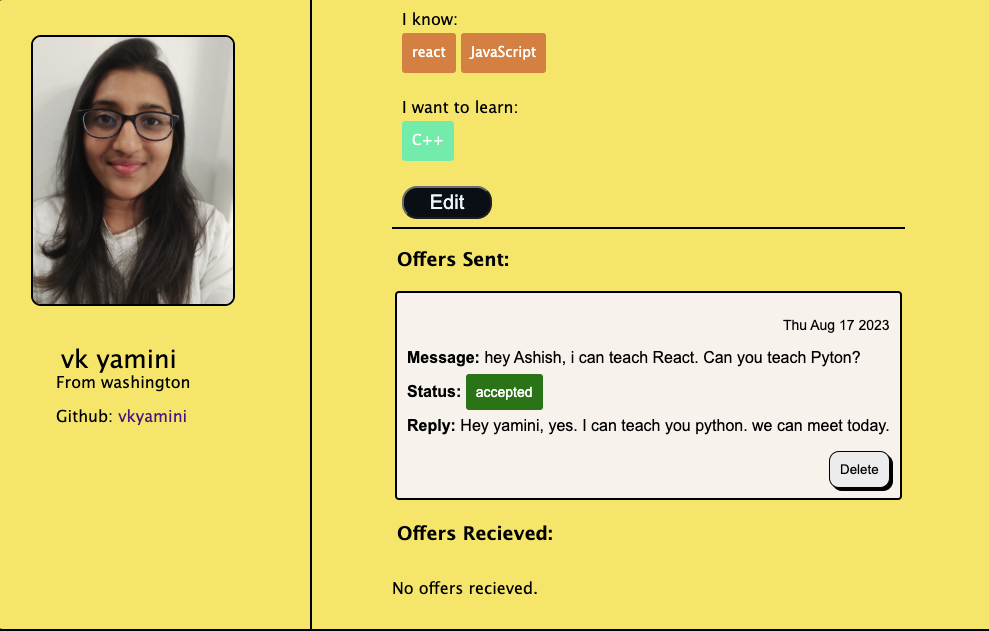 I know:
react JavaScript
I want to learn:
C++
Edit
Offers Sent:
Thu Aug 17 2023
Message: hey Ashish, i can teach React. Can you teach Pyton?
Status: accepted
Reply: Hey yamini, yes. I can teach you python. we can meet today.
Delete
Offers Recieved:
No offers recieved.
vk yamini
From washington
Github: vkyamini